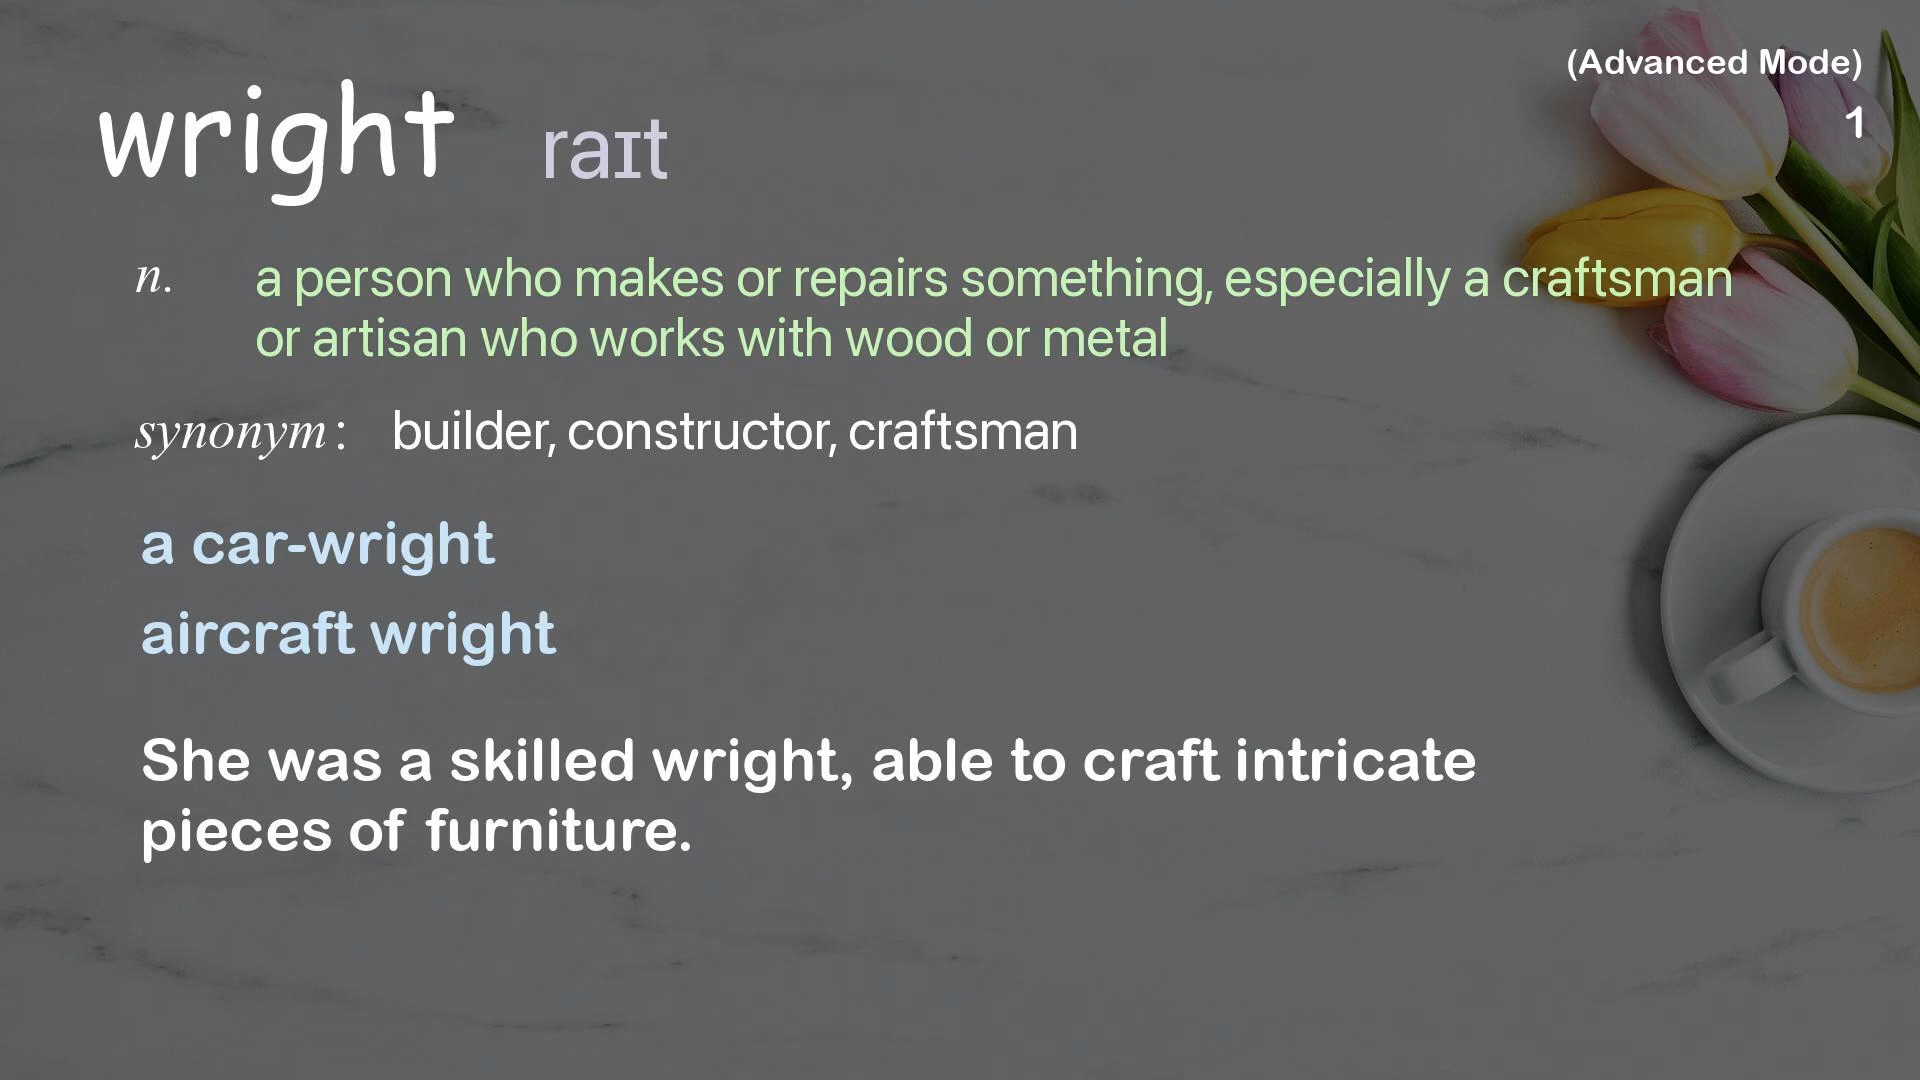 (Advanced Mode)
1
wright raɪt
n. a person who makes or repairs something, especially a craftsman
or artisan who works with wood or metal
synonym: builder, constructor, craftsman
a car-wright
aircraft wright
She was a skilled wright, able to craft intricate
pieces of furniture.